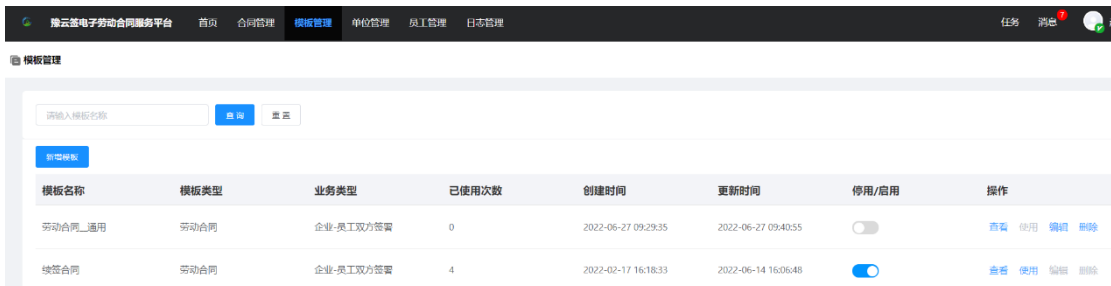 豫云签电子劳动合同服务平台 首页 合同管理 模板管理 单位管理 员工管理 日志管理 任务 消息 7
模板管理
请输入模板名称 查询 重置
新增模板
模板名称 模板类型 业务类型 已使用次数 创建时间 更新时间 停用/启用 操作
劳动合同__通用 劳动合同 企业-员工双方签署 0 2022-06-27 09:29:35 2022-06-27 09:40:55 查看 使用 编辑 删除
续签合同 劳动合同 企业-员工双方签署 4 2022-02-17 16:18:33 2022-06-14 16:06:48 查看 使用 编辑 删除